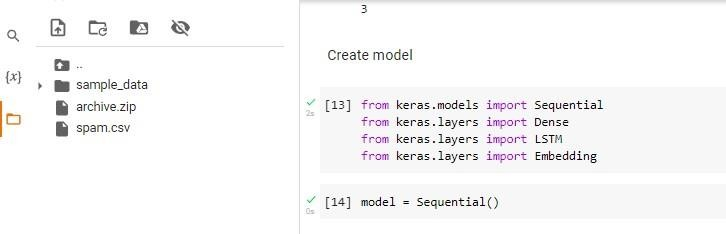 {x}
..
sample_data
archive.zip
spam.csv
3
Create model
2s
[13] from keras.models import Sequential
from keras.layers import Dense
from keras.layers import LSTM
from keras.layers import Embedding
0s
[14] model = Sequential()